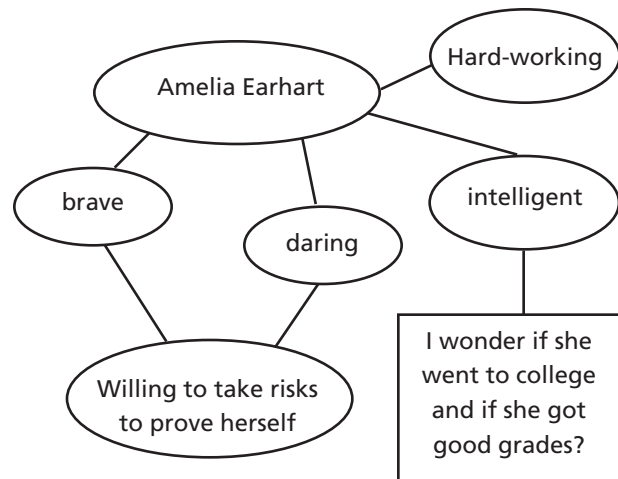 Hard-working
Amelia Earhart
brave
intelligent
daring
I wonder if she
went to college
and if she got
good grades?
Willing to take risks
to prove herself